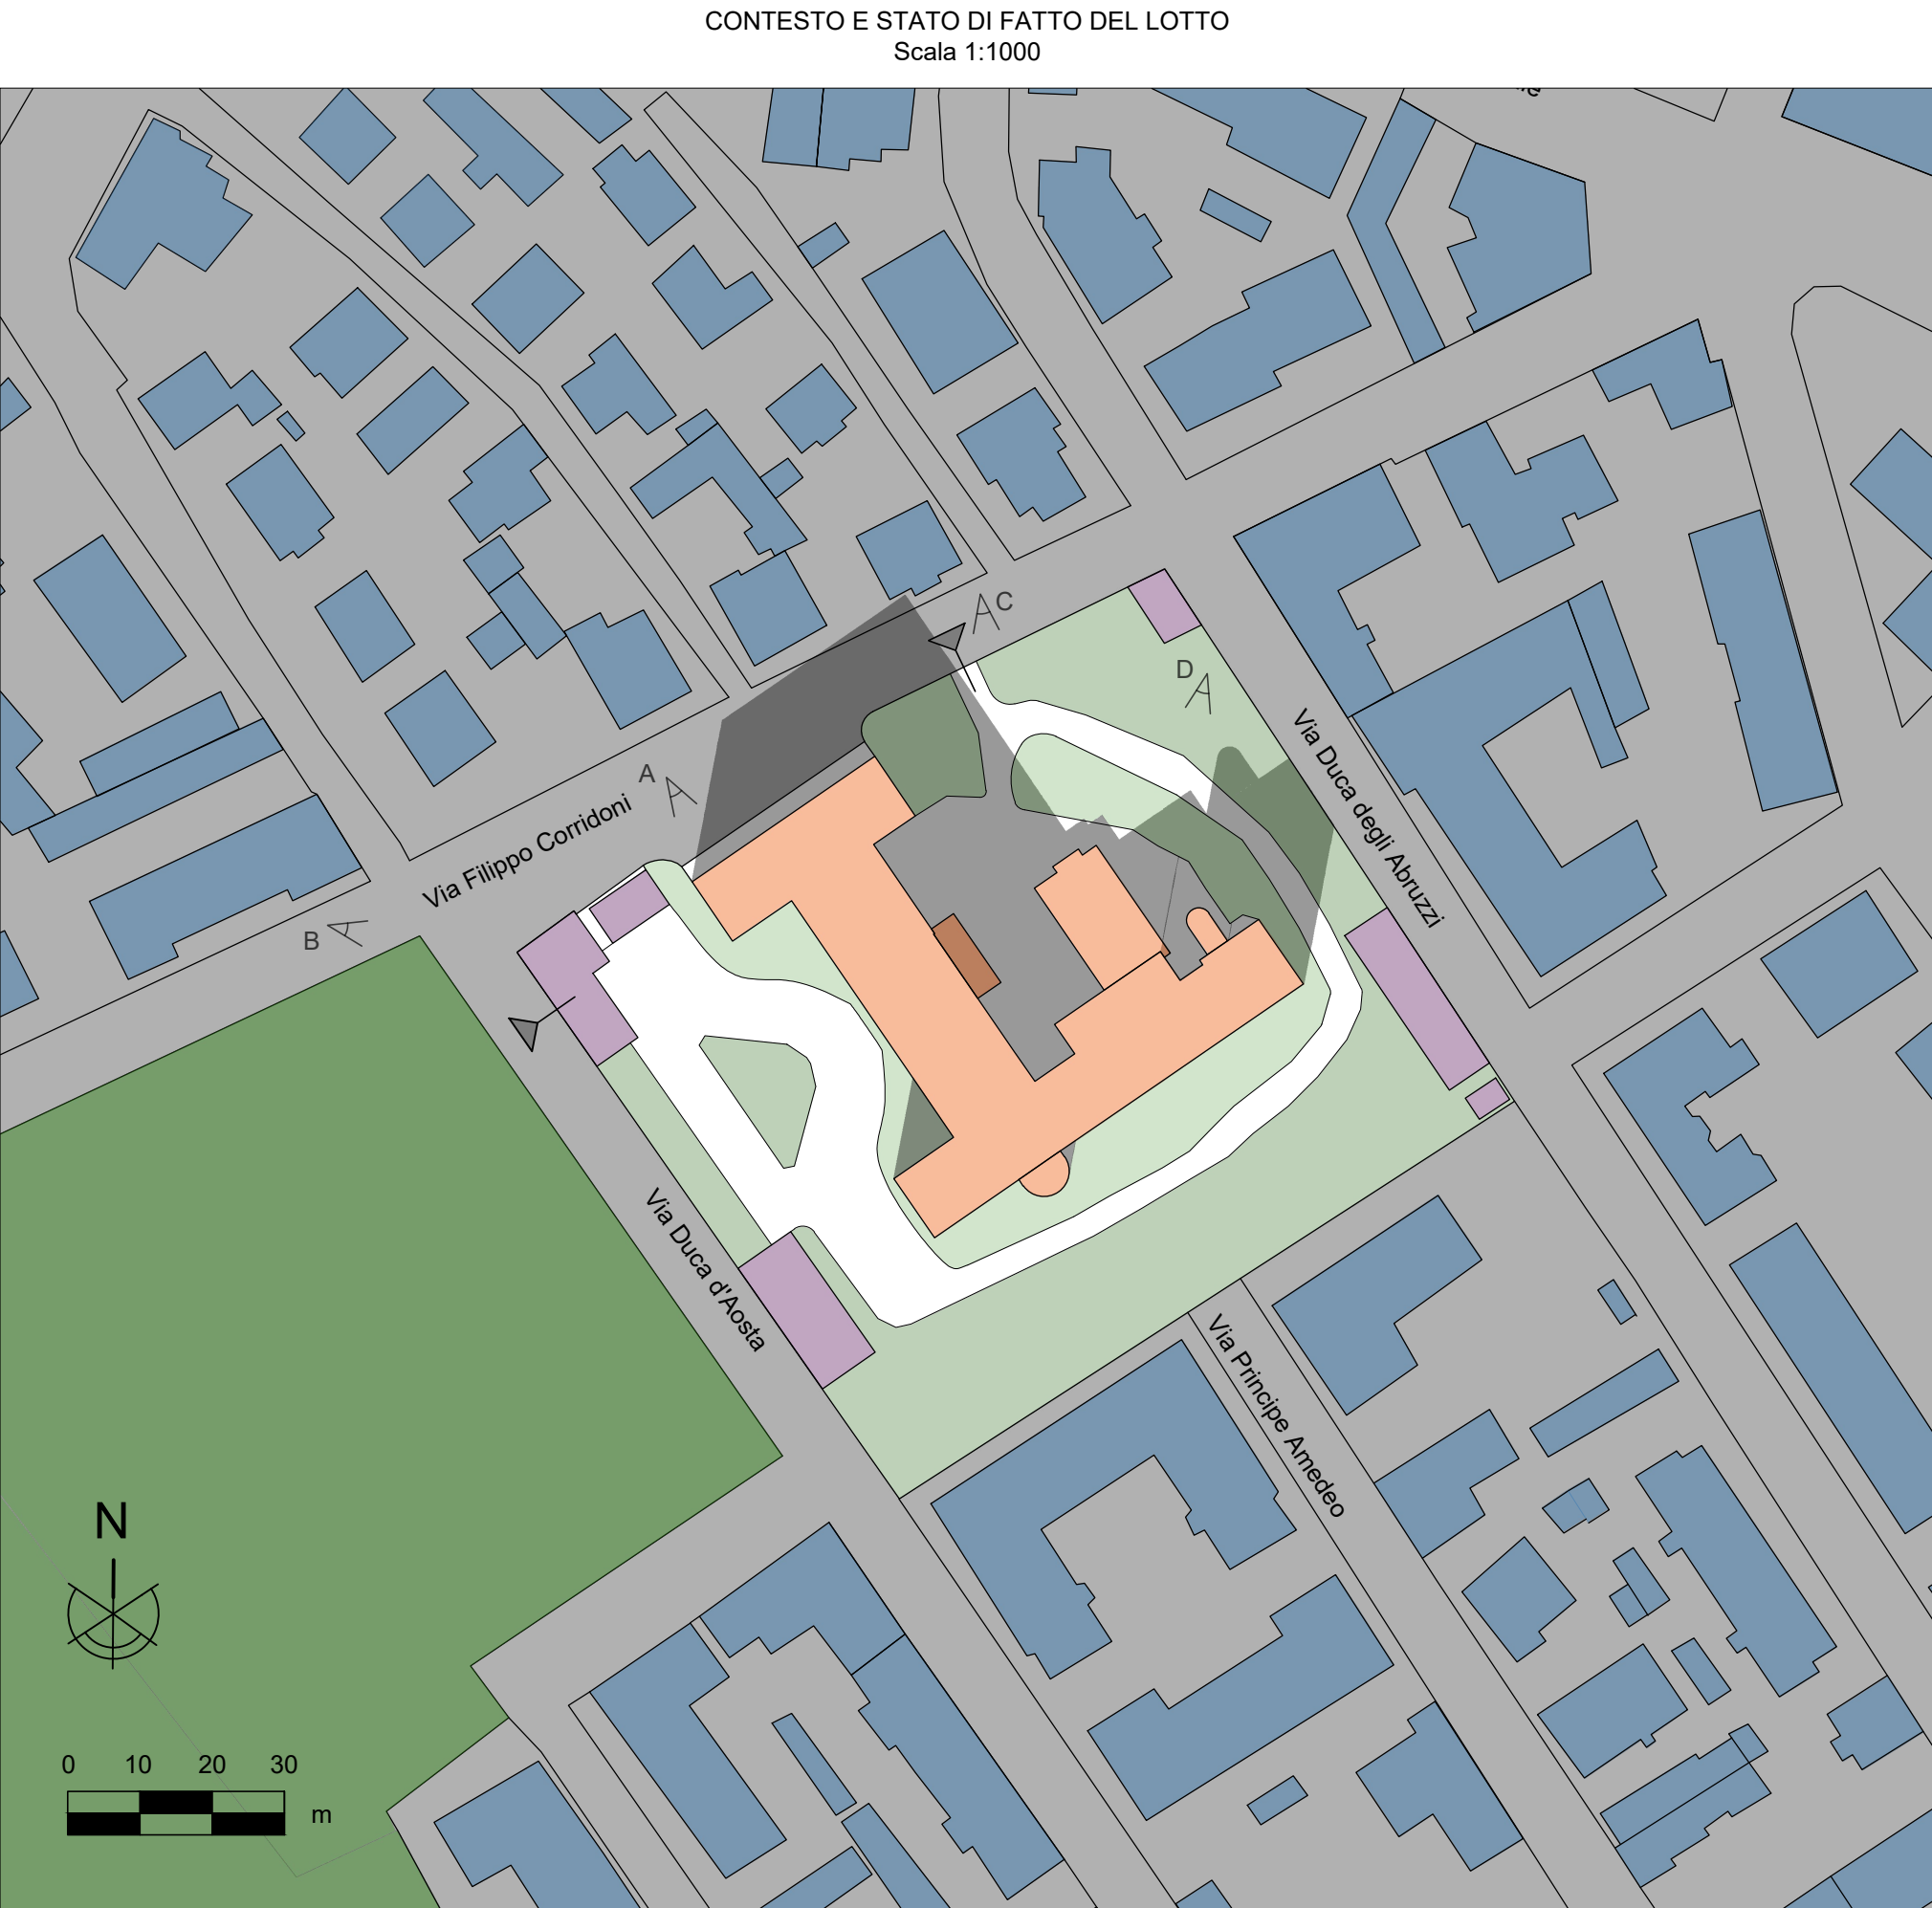 CONTESTO E STATO DI FATTO DEL LOTTO
Scala 1:1000
C
D
A
B
Via Filippo Corridoni
Via Duca degli Abruzzi
Via Duca d'Aosta
Via Principe Amedeo
N
0 10 20 30
m